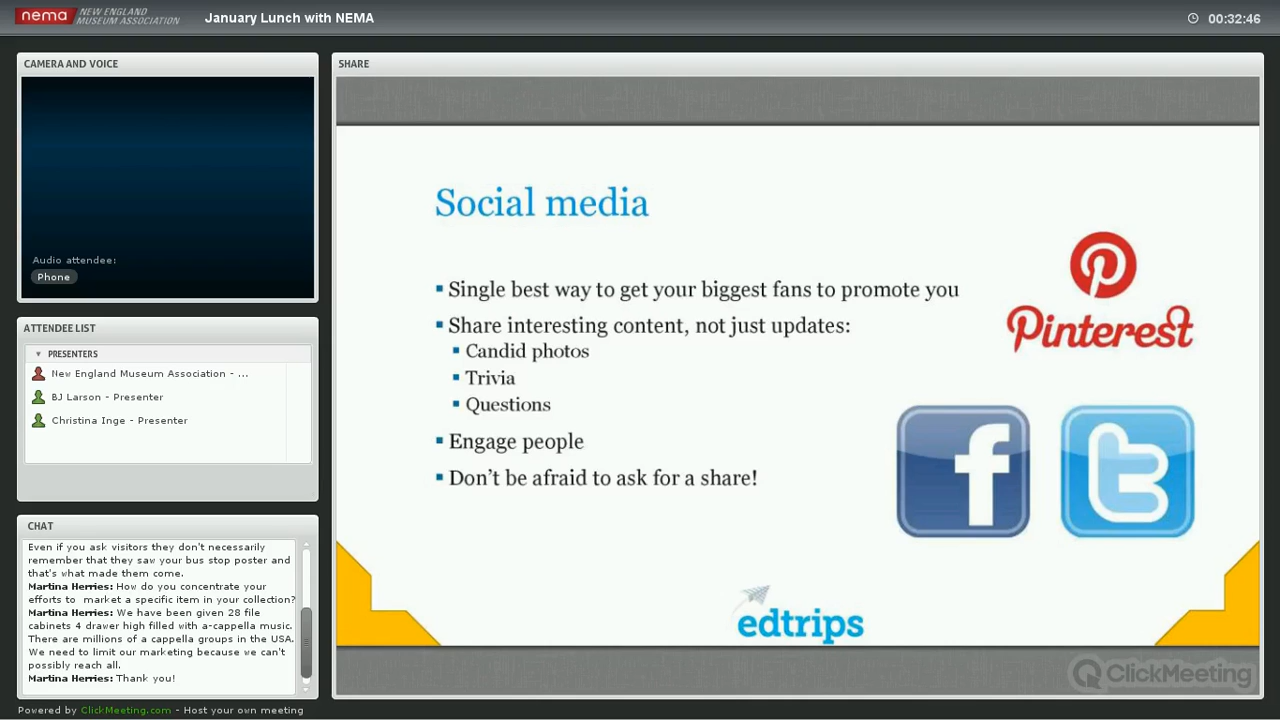 nema NEW ENGLAND
MUSEUM ASSOCIATION
January Lunch with NEMA
00:32:46
CAMERA AND VOICE
Audio attendee:
Phone
ATTENDEE LIST
PRESENTERS
New England Museum Association - ...
BJ Larson - Presenter
Christina Inge - Presenter
CHAT
Even if you ask visitors they don't necessarily
remember that they saw your bus stop poster and
that's what made them come.
Martina Herries: How do you concentrate your
efforts to market a specific item in your collection?
Martina Herries: We have been given 28 file
cabinets 4 drawer high filled with a-cappella music.
There are millions of a cappella groups in the USA.
We need to limit our marketing because we can't
possibly reach all.
Martina Herries: Thank you!
SHARE
Social media
Single best way to get your biggest fans to promote you
Share interesting content, not just updates:
Candid photos
Trivia
Questions
Engage people
Don't be afraid to ask for a share!
Pinterest
f
t
edtrips
ClickMeeting
Powered by ClickMeeting.com - Host your own meeting